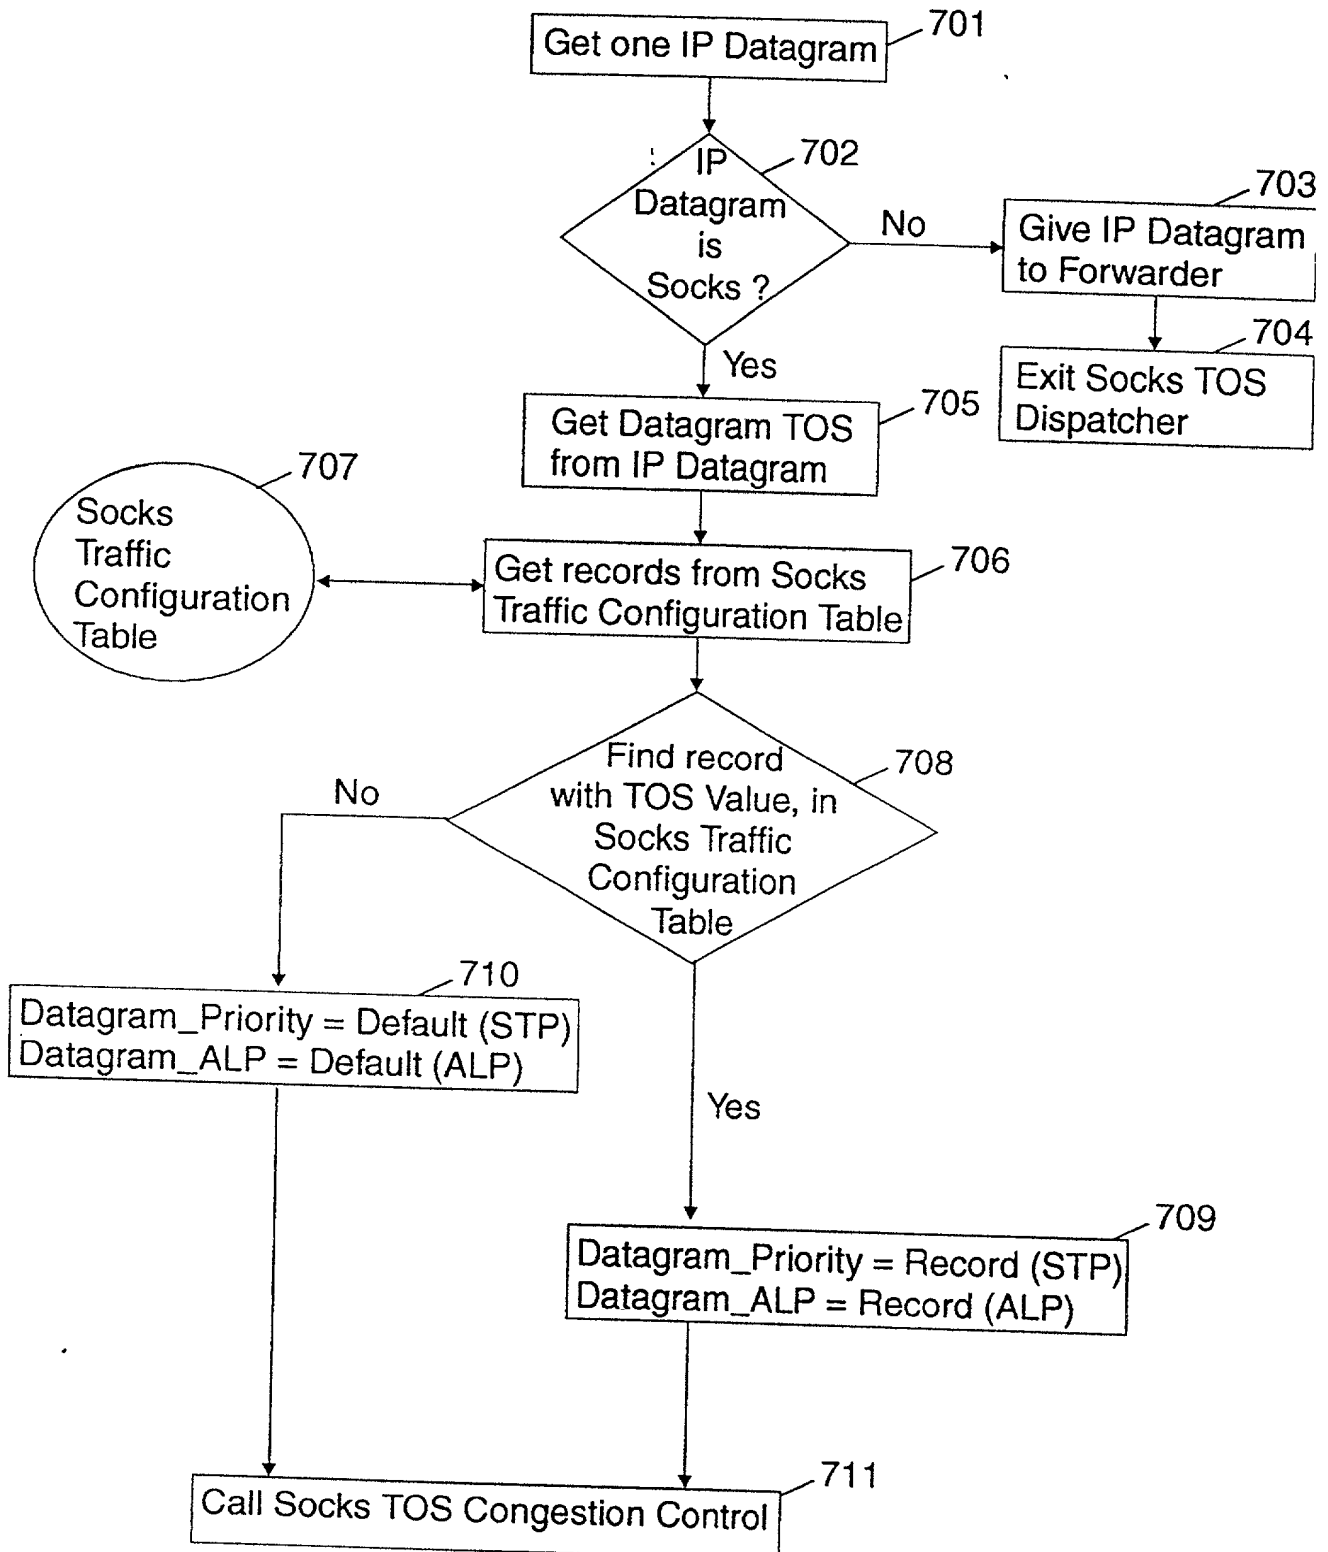 Get one IP Datagram
701
IP
Datagram
is
Socks ?
702
No
703
Give IP Datagram
to Forwarder
704
Exit Socks TOS
Dispatcher
Yes
705
Get Datagram TOS
from IP Datagram
707
Socks
Traffic
Configuration
Table
706
Get records from Socks
Traffic Configuration Table
708
Find record
with TOS Value, in
Socks Traffic
Configuration
Table
No
710
Datagram_Priority = Default (STP)
Datagram_ALP = Default (ALP)
Yes
709
Datagram_Priority = Record (STP)
Datagram_ALP = Record (ALP)
711
Call Socks TOS Congestion Control